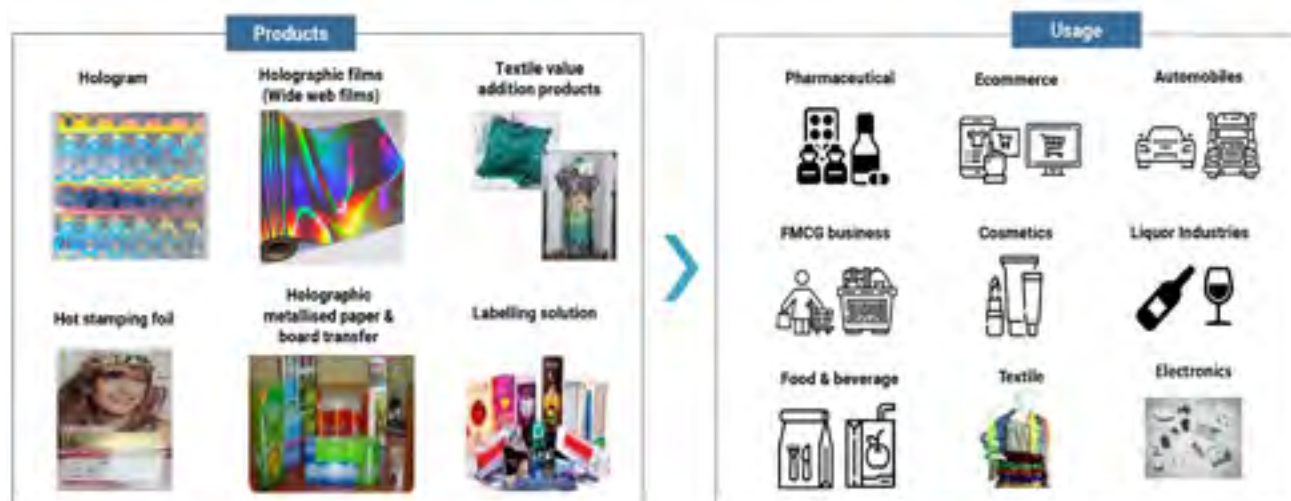 Products
Hologram
Holographic films
(Wide web films)
Textile value
addition products
Hot stamping foil
Holographic
metallised paper &
board transfer
Labelling solution
Usage
Pharmaceutical
Ecommerce
Automobiles
FMCG business
Cosmetics
Liquor Industries
Food & beverage
Textile
Electronics